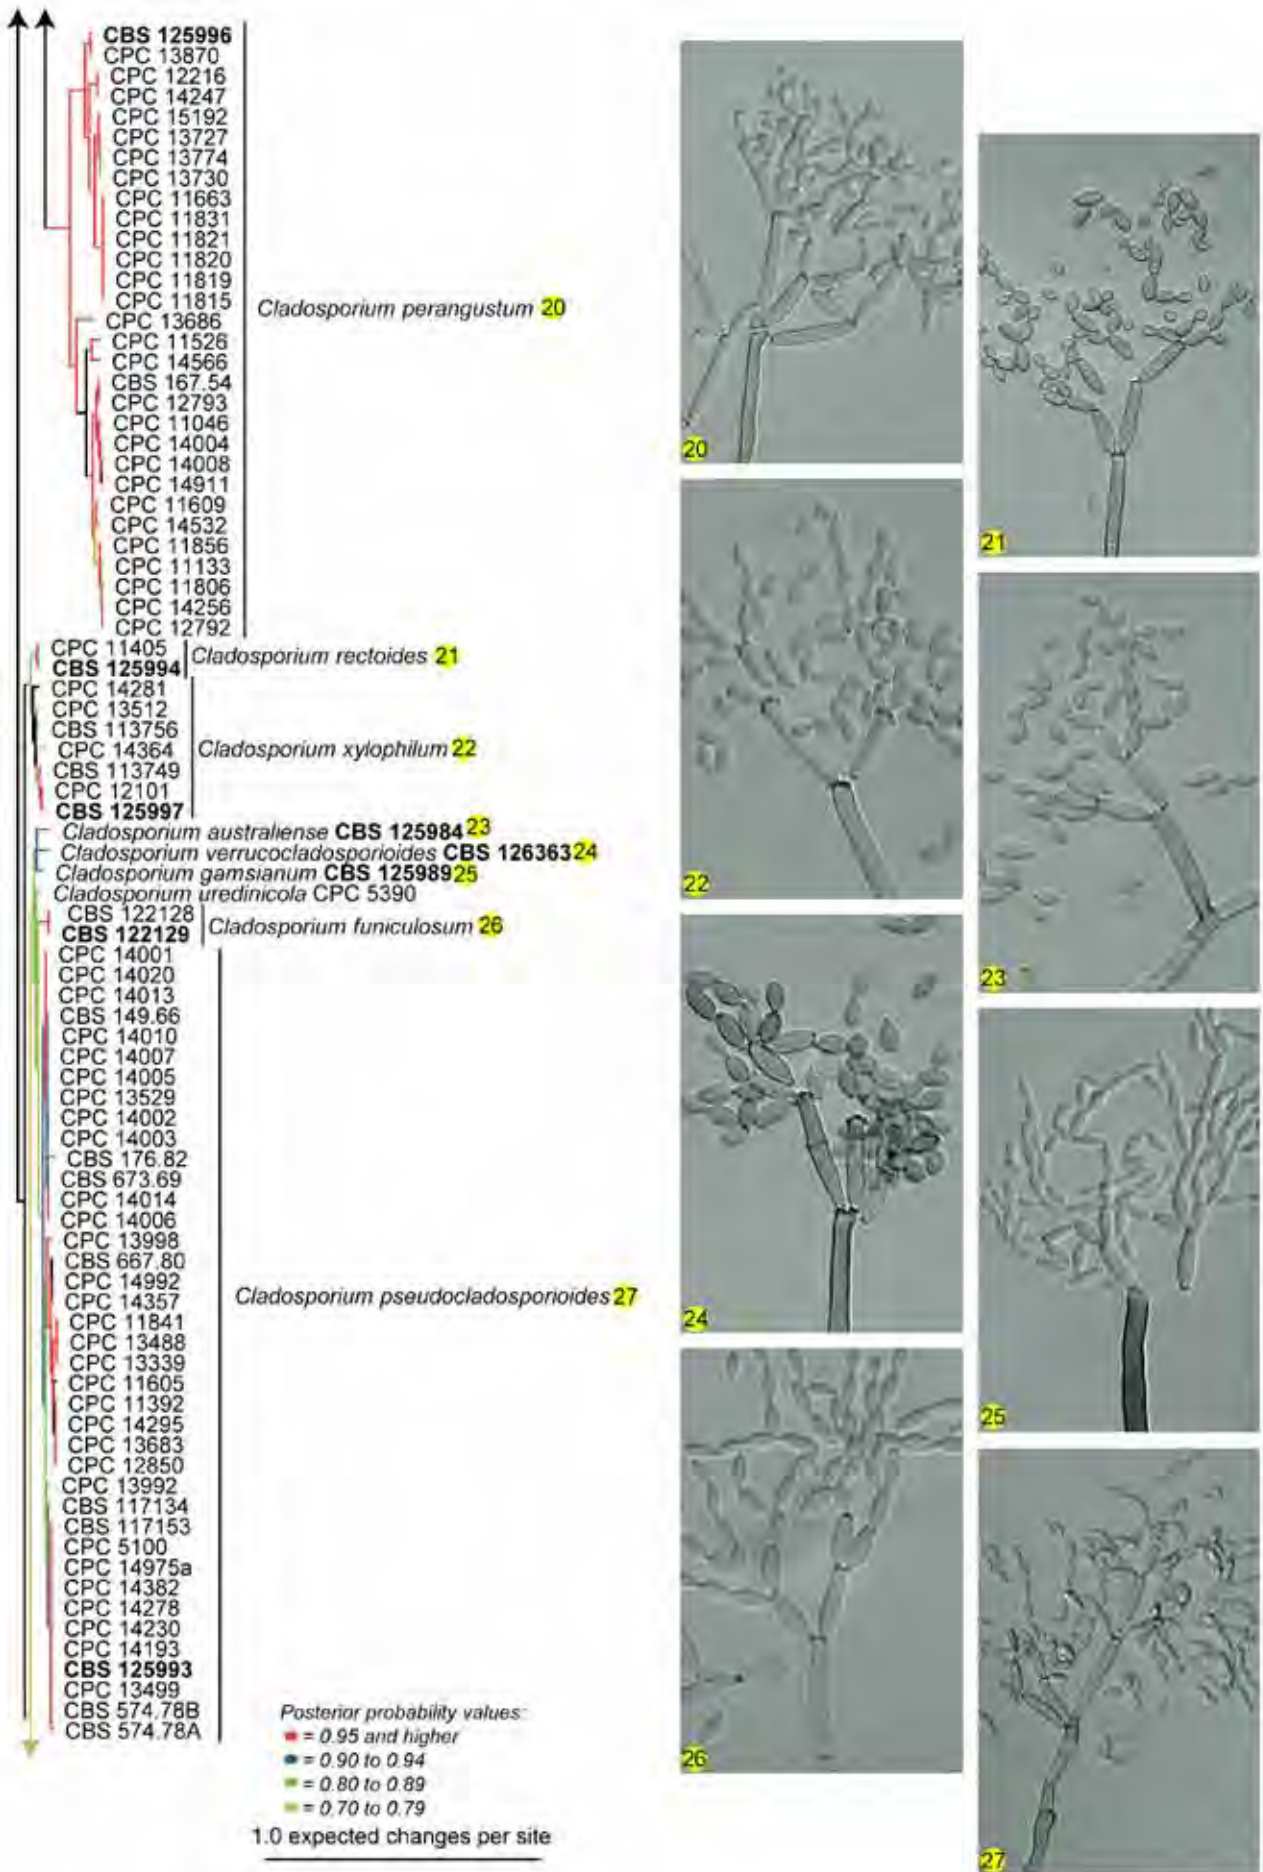 CBS 125996
CPC 13870
CPC 12216
CPC 14247
CPC 15192
CPC 13727
CPC 13774
CPC 13730
CPC 11663
CPC 11831
CPC 11821
CPC 11820
CPC 11819
CPC 11815
Cladosporium perangustum 20
CPC 13686
CPC 11526
CPC 14566
CBS 167.54
CPC 12793
CPC 11046
CPC 14004
CPC 14008
CPC 14911
CPC 11609
CPC 14532
CPC 11856
CPC 11133
CPC 11806
CPC 14256
CPC 12792
CPC 11405
Cladosporium rectoides 21
CBS 125994
CPC 14281
CPC 13512
CBS 113756
CPC 14364
Cladosporium xylophilum 22
CBS 113749
CPC 12101
CBS 125997
Cladosporium australiense CBS 125984 23
Cladosporium verrucocladosporioides CBS 126363 24
Cladosporium gamsianum CBS 125989 25
Cladosporium uredinicola CPC 5390
CBS 122128
Cladosporium funiculosum 26
CBS 122129
CPC 14001
CPC 14020
CPC 14013
CBS 149.66
CPC 14010
CPC 14007
CPC 14005
CPC 13529
CPC 14002
CPC 14003
CBS 176.82
CBS 673.69
CPC 14014
CPC 14006
CPC 13998
CBS 667.80
CPC 14992
Cladosporium pseudocladosporioides 27
CPC 14357
CPC 11841
CPC 13488
CPC 13339
CPC 11605
CPC 11392
CPC 14295
CPC 13683
CPC 12850
CPC 13992
CBS 117134
CBS 117153
CPC 5100
CPC 14975a
CPC 14382
CPC 14278
CPC 14230
CPC 14193
CBS 125993
CPC 13499
CBS 574.78B
CBS 574.78A
Posterior probability values:
= 0.95 and higher
= 0.90 to 0.94
= 0.80 to 0.89
= 0.70 to 0.79
1.0 expected changes per site
20
21
22
23
24
25
26
27